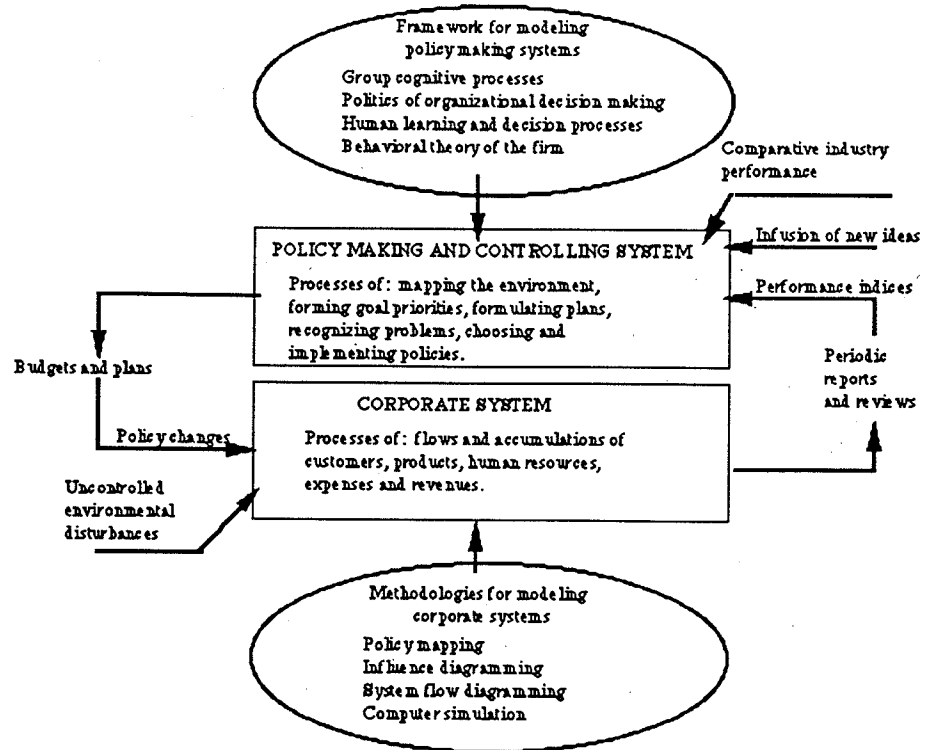 Framework for modeling
policy making systems
Group cognitive processes
Politics of organizational decision making
Human learning and decision processes
Behavioral theory of the firm
Comparative industry
performance
POLICY MAKING AND CONTROLLING SYSTEM
Infusion of new ideas
Processes of: mapping the environment,
forming goal priorities, formulating plans,
recognizing problems, choosing and
implementing policies.
Performance indices
Budgets and plans
Periodic
reports
and reviews
CORPORATE SYSTEM
Policy changes
Processes of: flows and accumulations of
customers, products, human resources,
expenses and revenues.
Uncontrolled
environmental
disturbances
Methodologies for modeling
corporate systems
Policy mapping
Influence diagramming
System flow diagramming
Computer simulation